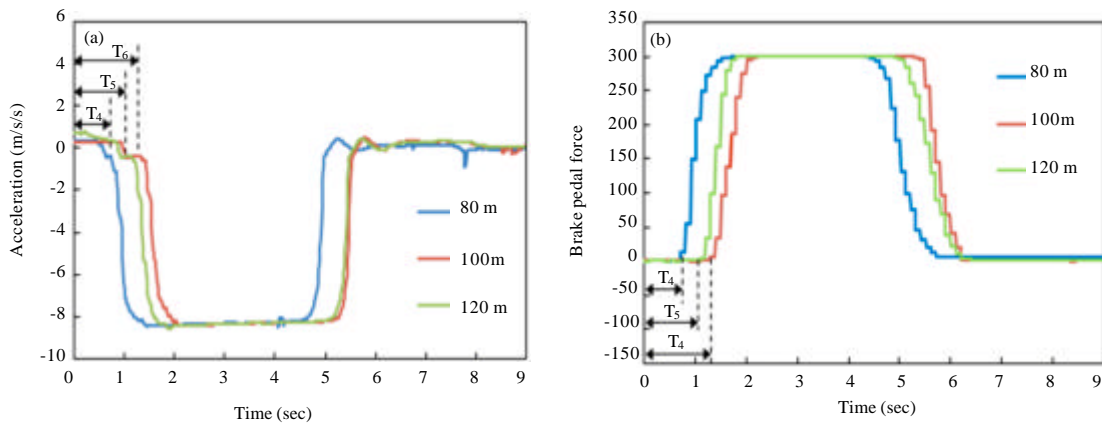 (a)
Acceleration (m/s/s)
6
4
2
0
-2
-4
-6
-8
-10
T6
T5
T4
80 m
100m
120 m
0 1 2 3 4 5 6 7 8 9
Time (sec)
(b)
Brake pedal force
350
300
250
200
150
100
50
0
-50
-100
-150
80 m
100m
120 m
T4
T5
T4
0 1 2 3 4 5 6 7 8 9
Time (sec)